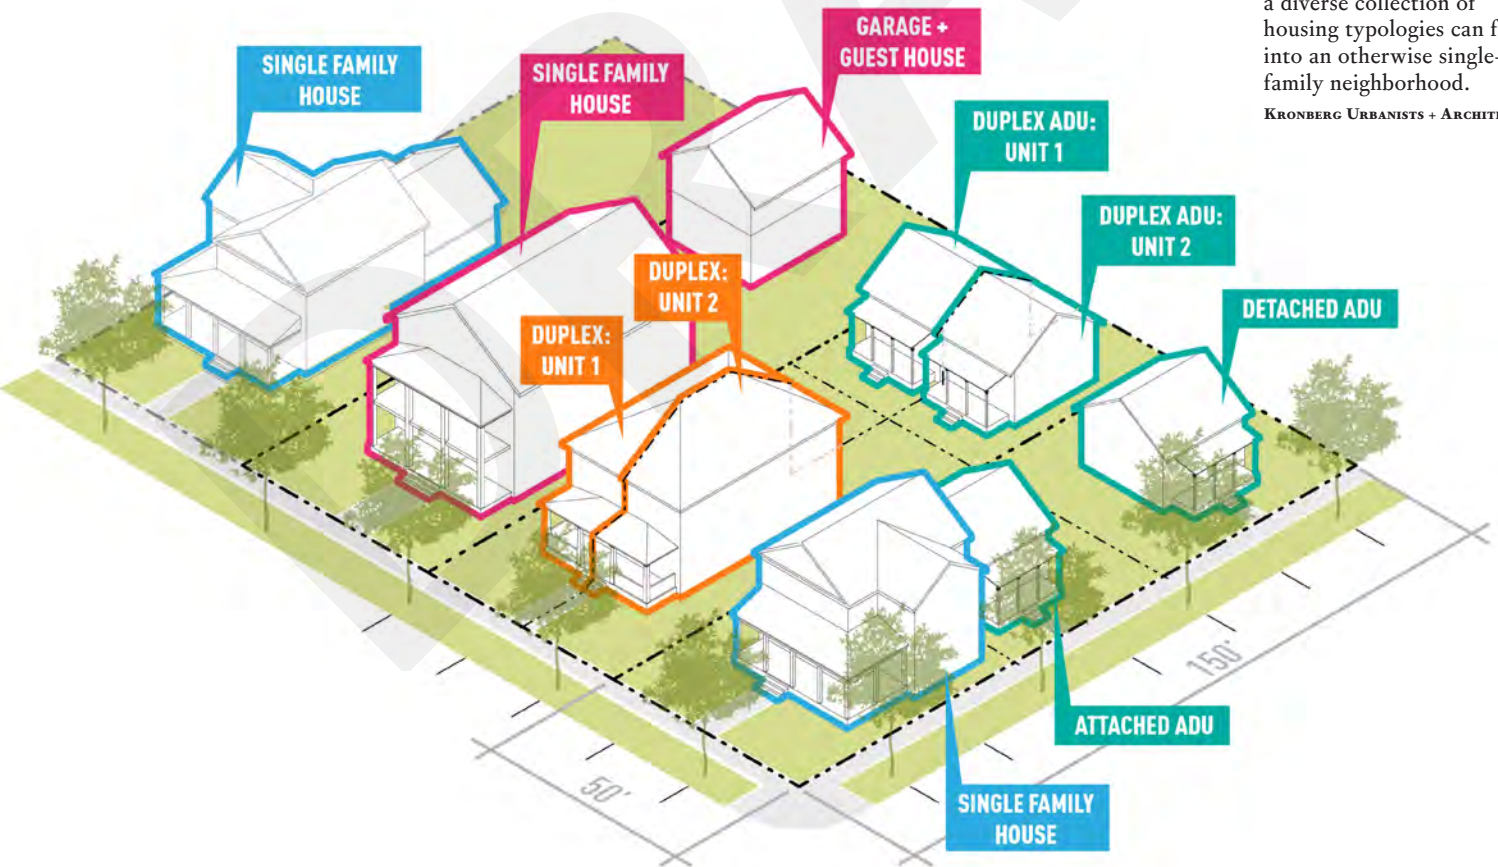 a diverse collection of
housing typologies can f
into an otherwise single-
family neighborhood.
KRONBERG URBANISTS + ARCHIT
GARAGE +
GUEST HOUSE
SINGLE FAMILY
HOUSE
SINGLE FAMILY
HOUSE
DUPLEX ADU:
UNIT 1
DUPLEX ADU:
UNIT 2
DUPLEX:
UNIT 2
DETACHED ADU
DUPLEX:
UNIT 1
150'
ATTACHED ADU
50'
SINGLE FAMILY
HOUSE